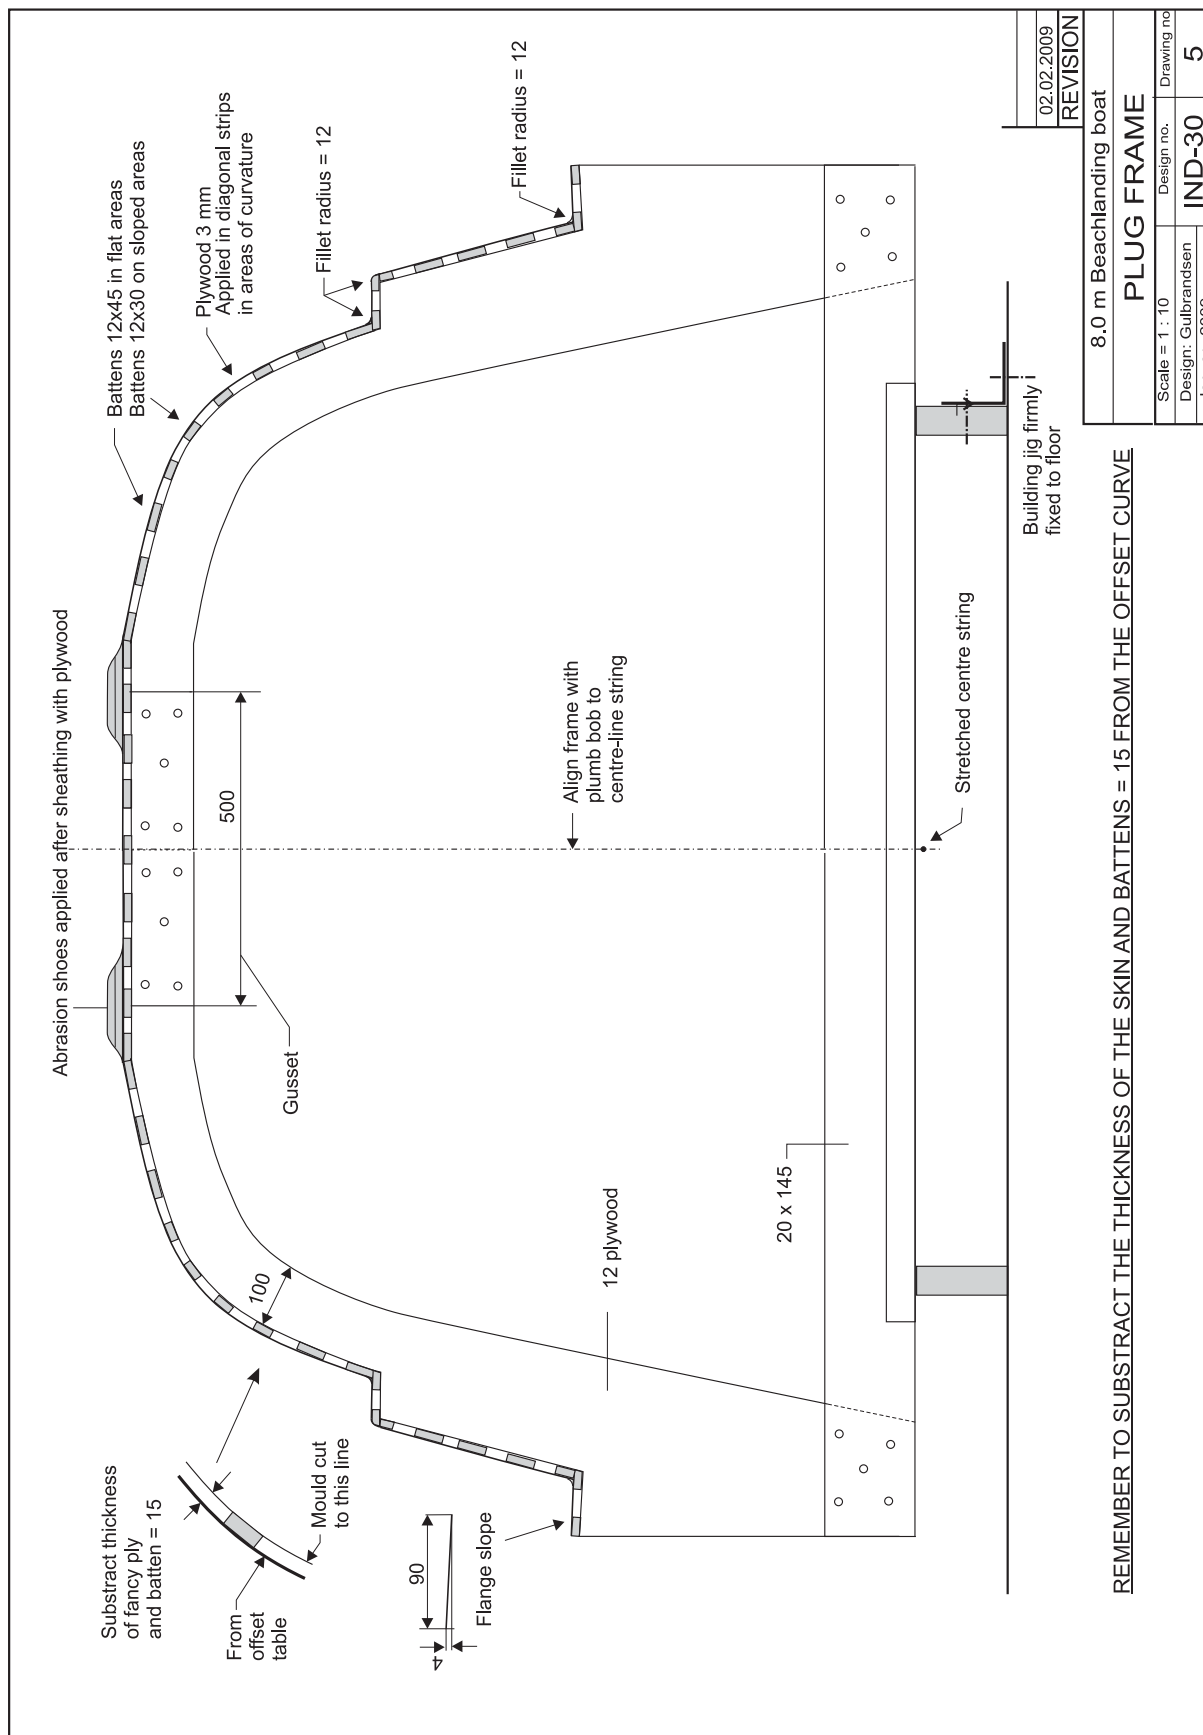 Abrasion shoes applied after sheathing with plywood
Battens 12x45 in flat areas
Battens 12x30 on sloped areas
Plywood 3 mm
Applied in diagonal strips
in areas of curvature
Fillet radius = 12
Fillet radius = 12
Substract thickness
of fancy ply
and batten = 15
From
offset
table
Mould cut
to this line
100
500
Gusset
90
4
Flange slope
Align frame with
plumb bob to
centre-line string
12 plywood
20 x 145
Stretched centre string
Building jig firmly
fixed to floor
REMEMBER TO SUBSTRACT THE THICKNESS OF THE SKIN AND BATTENS = 15 FROM THE OFFSET CURVE
02.02.2009
REVISION
8.0 m Beachlanding boat
PLUG FRAME
Scale = 1 : 10
Design no.
Drawing no
Design: Gulbrandsen
IND-30
5